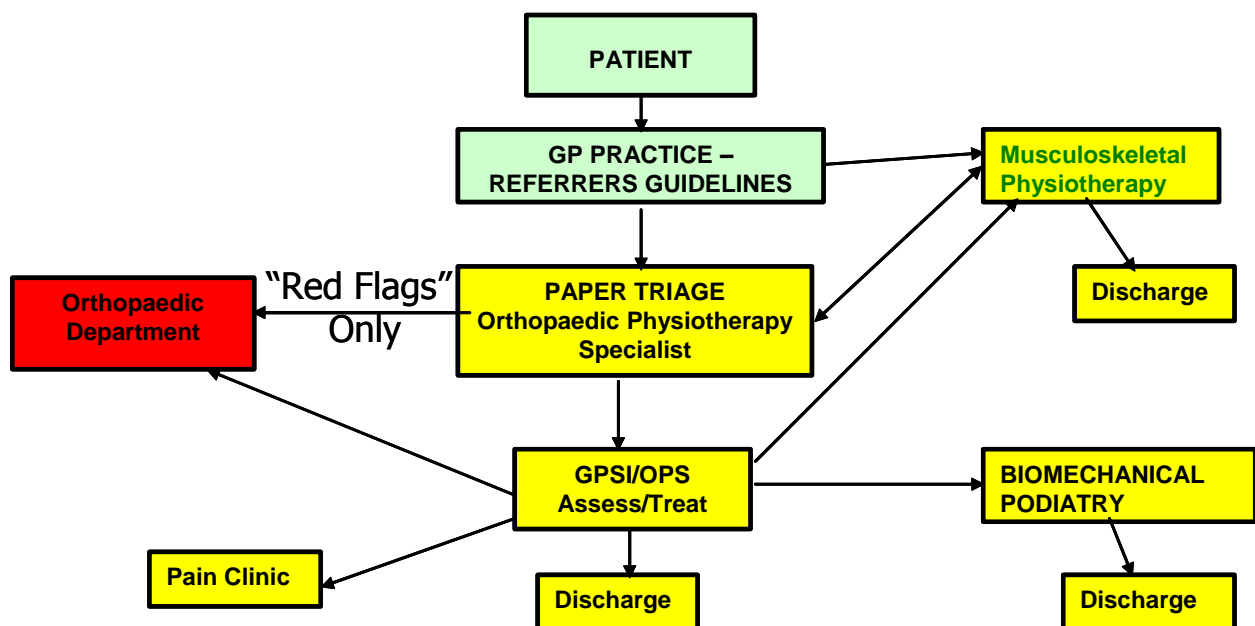 PATIENT
GP PRACTICE –
REFERRERS GUIDELINES
Musculoskeletal
Physiotherapy
Orthopaedic
Department
“Red Flags”
Only
PAPER TRIAGE
Orthopaedic Physiotherapy
Specialist
Discharge
GPSI/OPS
Assess/Treat
BIOMECHANICAL
PODIATRY
Pain Clinic
Discharge
Discharge